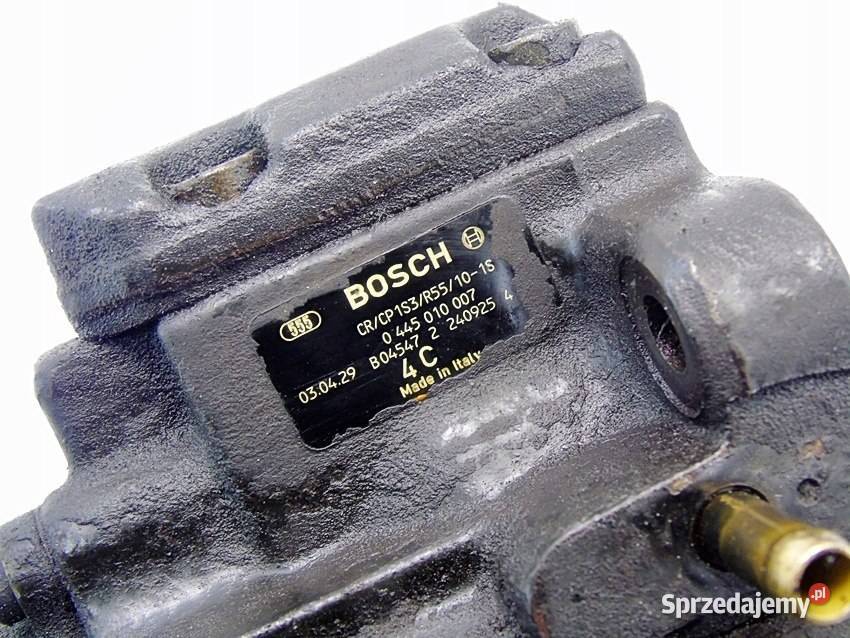 BOSCH
555 CR/CP1S3/R55/10-1S
0 445 010 007
03.04.29 B04547 2 240925 4
4 C
Made in Italy
Sprzedajemy.pl